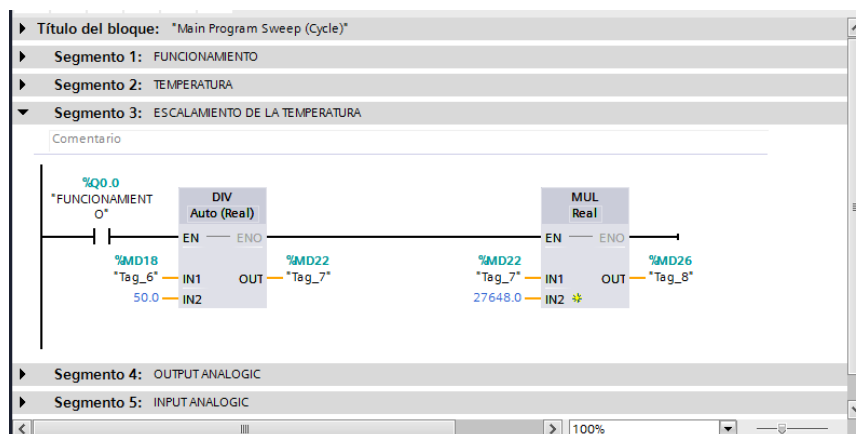 Título del bloque: "Main Program Sweep (Cycle)"
Segmento 1: FUNCIONAMIENTO
Segmento 2: TEMPERATURA
Segmento 3: ESCALAMIENTO DE LA TEMPERATURA
Comentario
%Q0.0
"FUNCIONAMIENT
O"
DIV
Auto (Real)
EN ENO
%MD18
"Tag_6" IN1
50.0 IN2
%MD22
OUT "Tag_7"
MUL
Real
EN ENO
%MD22
"Tag_7" IN1
27648.0 IN2
%MD26
OUT "Tag_8"
Segmento 4: OUTPUT ANALOGIC
Segmento 5: INPUT ANALOGIC
100%